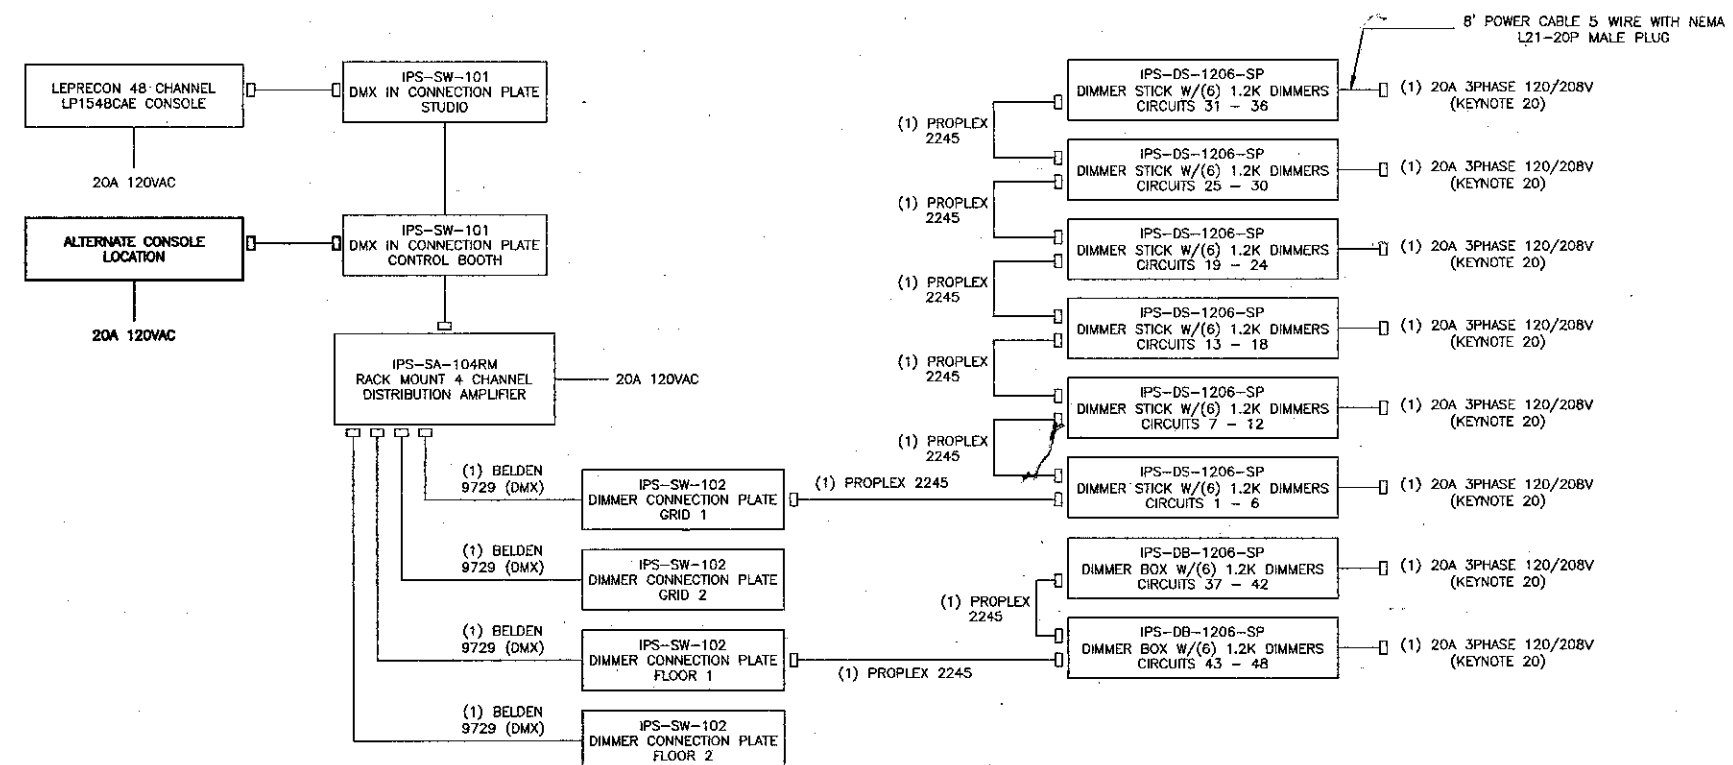 8' POWER CABLE 5 WIRE WITH NEMA
L21-20P MALE PLUG
LEPRECON 48 CHANNEL
LP1548CAE CONSOLE
20A 120VAC
IPS-SW-101
DMX IN CONNECTION PLATE
STUDIO
ALTERNATE CONSOLE
LOCATION
20A 120VAC
IPS-SW-101
DMX IN CONNECTION PLATE
CONTROL BOOTH
IPS-SA-104RM
RACK MOUNT 4 CHANNEL
DISTRIBUTION AMPLIFIER
20A 120VAC
(1) BELDEN
9729 (DMX)
IPS-SW-102
DIMMER CONNECTION PLATE
GRID 1
(1) PROPLEX 2245
(1) BELDEN
9729 (DMX)
IPS-SW-102
DIMMER CONNECTION PLATE
GRID 2
(1) BELDEN
9729 (DMX)
IPS-SW-102
DIMMER CONNECTION PLATE
FLOOR 1
(1) PROPLEX 2245
(1) BELDEN
9729 (DMX)
IPS-SW-102
DIMMER CONNECTION PLATE
FLOOR 2
IPS-DS-1206-SP
DIMMER STICK W/(6) 1.2K DIMMERS
CIRCUITS 31 - 36
(1) 20A 3PHASE 120/208V
(KEYNOTE 20)
(1) PROPLEX
2245
IPS-DS-1206-SP
DIMMER STICK W/(6) 1.2K DIMMERS
CIRCUITS 25 - 30
(1) 20A 3PHASE 120/208V
(KEYNOTE 20)
(1) PROPLEX
2245
IPS-DS-1206-SP
DIMMER STICK W/(6) 1.2K DIMMERS
CIRCUITS 19 - 24
(1) 20A 3PHASE 120/208V
(KEYNOTE 20)
(1) PROPLEX
2245
IPS-DS-1206-SP
DIMMER STICK W/(6) 1.2K DIMMERS
CIRCUITS 13 - 18
(1) 20A 3PHASE 120/208V
(KEYNOTE 20)
(1) PROPLEX
2245
IPS-DS-1206-SP
DIMMER STICK W/(6) 1.2K DIMMERS
CIRCUITS 7 - 12
(1) 20A 3PHASE 120/208V
(KEYNOTE 20)
(1) PROPLEX
2245
IPS-DS-1206-SP
DIMMER STICK W/(6) 1.2K DIMMERS
CIRCUITS 1 - 6
(1) 20A 3PHASE 120/208V
(KEYNOTE 20)
IPS-DB-1206-SP
DIMMER BOX W/(6) 1.2K DIMMERS
CIRCUITS 37 - 42
(1) 20A 3PHASE 120/208V
(KEYNOTE 20)
(1) PROPLEX
2245
IPS-DB-1206-SP
DIMMER BOX W/(6) 1.2K DIMMERS
CIRCUITS 43 - 48
(1) 20A 3PHASE 120/208V
(KEYNOTE 20)